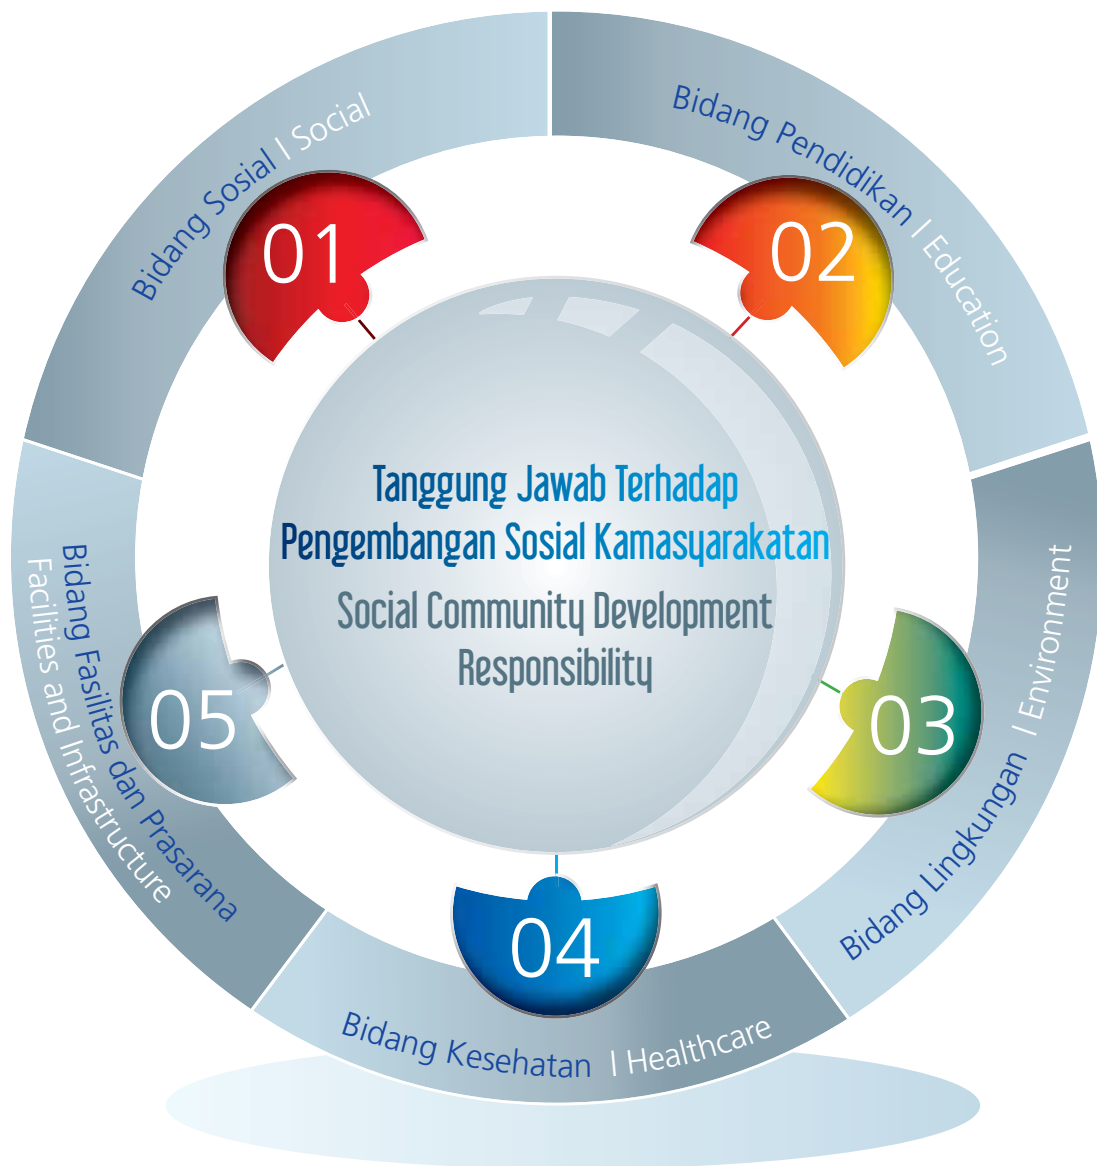 Tanggung Jawab Terhadap
Pengembangan Sosial Kamasyarakatan
Social Community Development
Responsibility
01
Bidang Sosial | Social
02
Bidang Pendidikan | Education
03
Bidang Lingkungan | Environment
04
Bidang Kesehatan | Healthcare
05
Bidang Fasilitas dan Prasarana
Facilities and Infrastructure